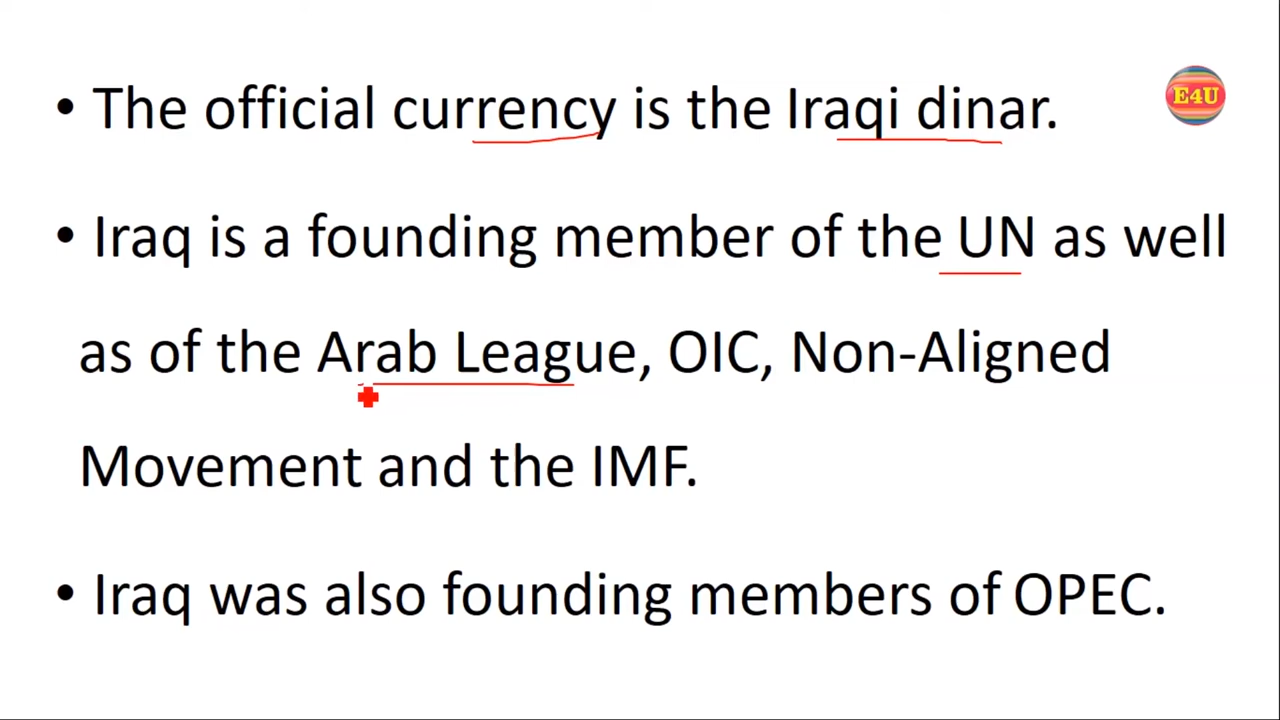 • The official currency is the Iraqi dinar.
E4U
• Iraq is a founding member of the UN as well
as of the Arab League, OIC, Non-Aligned
Movement and the IMF.
• Iraq was also founding members of OPEC.